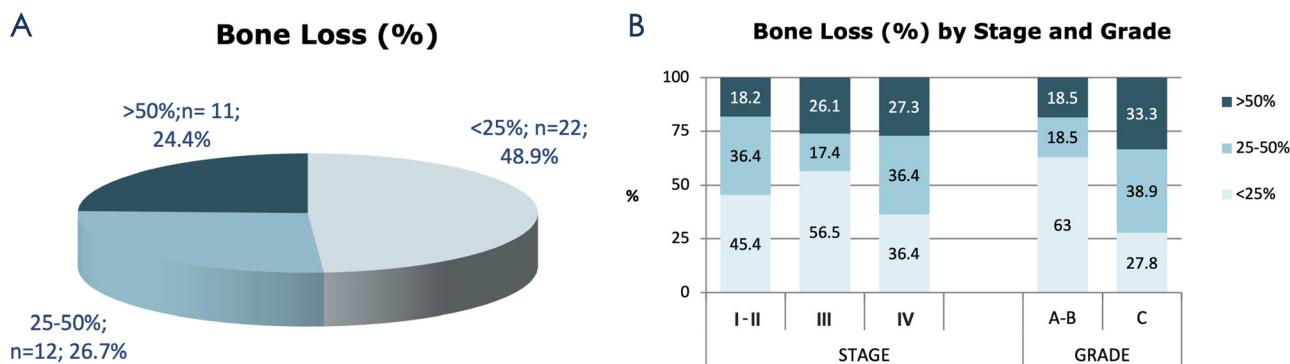 A
Bone Loss (%)
>50%;n= 11;
24.4%
<25%; n=22;
48.9%
25-50%;
n=12; 26.7%
B
Bone Loss (%) by Stage and Grade
%
100
75
50
25
0
18.2
36.4
45.4
26.1
17.4
56.5
27.3
36.4
36.4
18.5
18.5
63
33.3
38.9
27.8
I - II
III
IV
A-B
C
STAGE
GRADE
>50%
25-50%
<25%